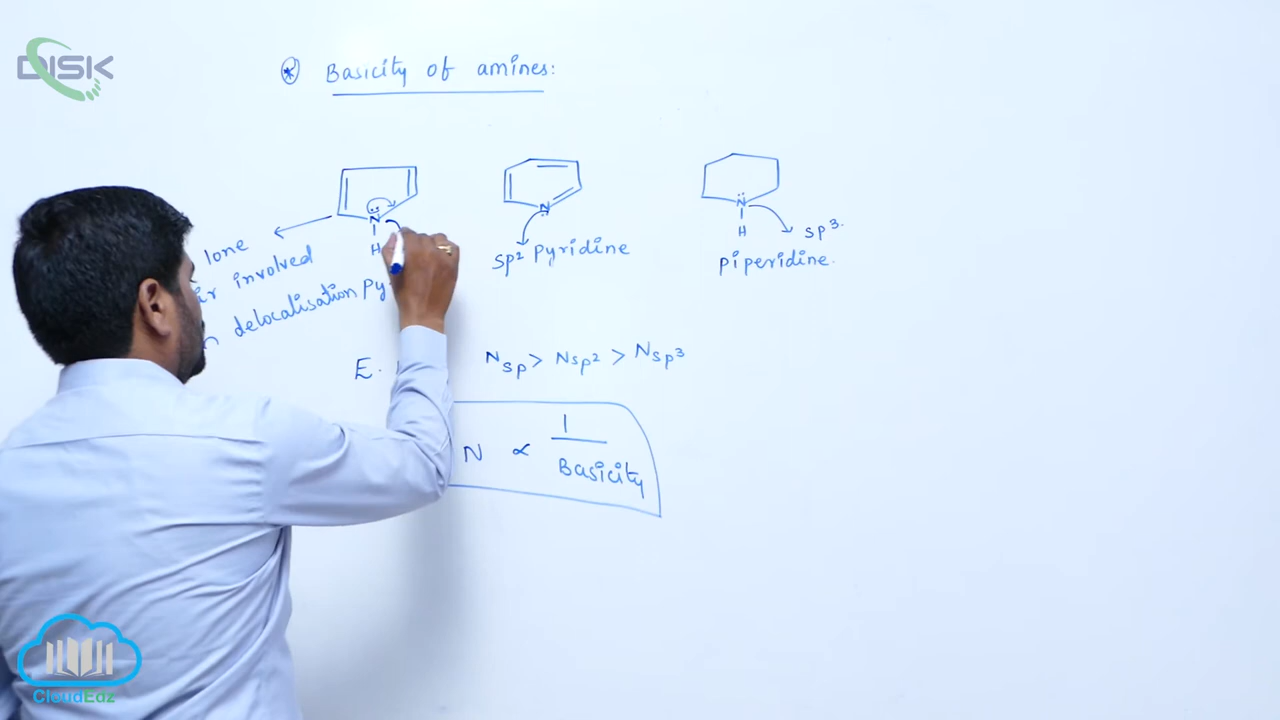 DISK
* Basicity of amines:
N
H
N
N
H
lone
involved
delocalisation
Sp² Pyridine
sp³.
piperidine.
E.
Nsp > Nsp² > Nsp³
N ∝ 1
Basicity
CloudEdz